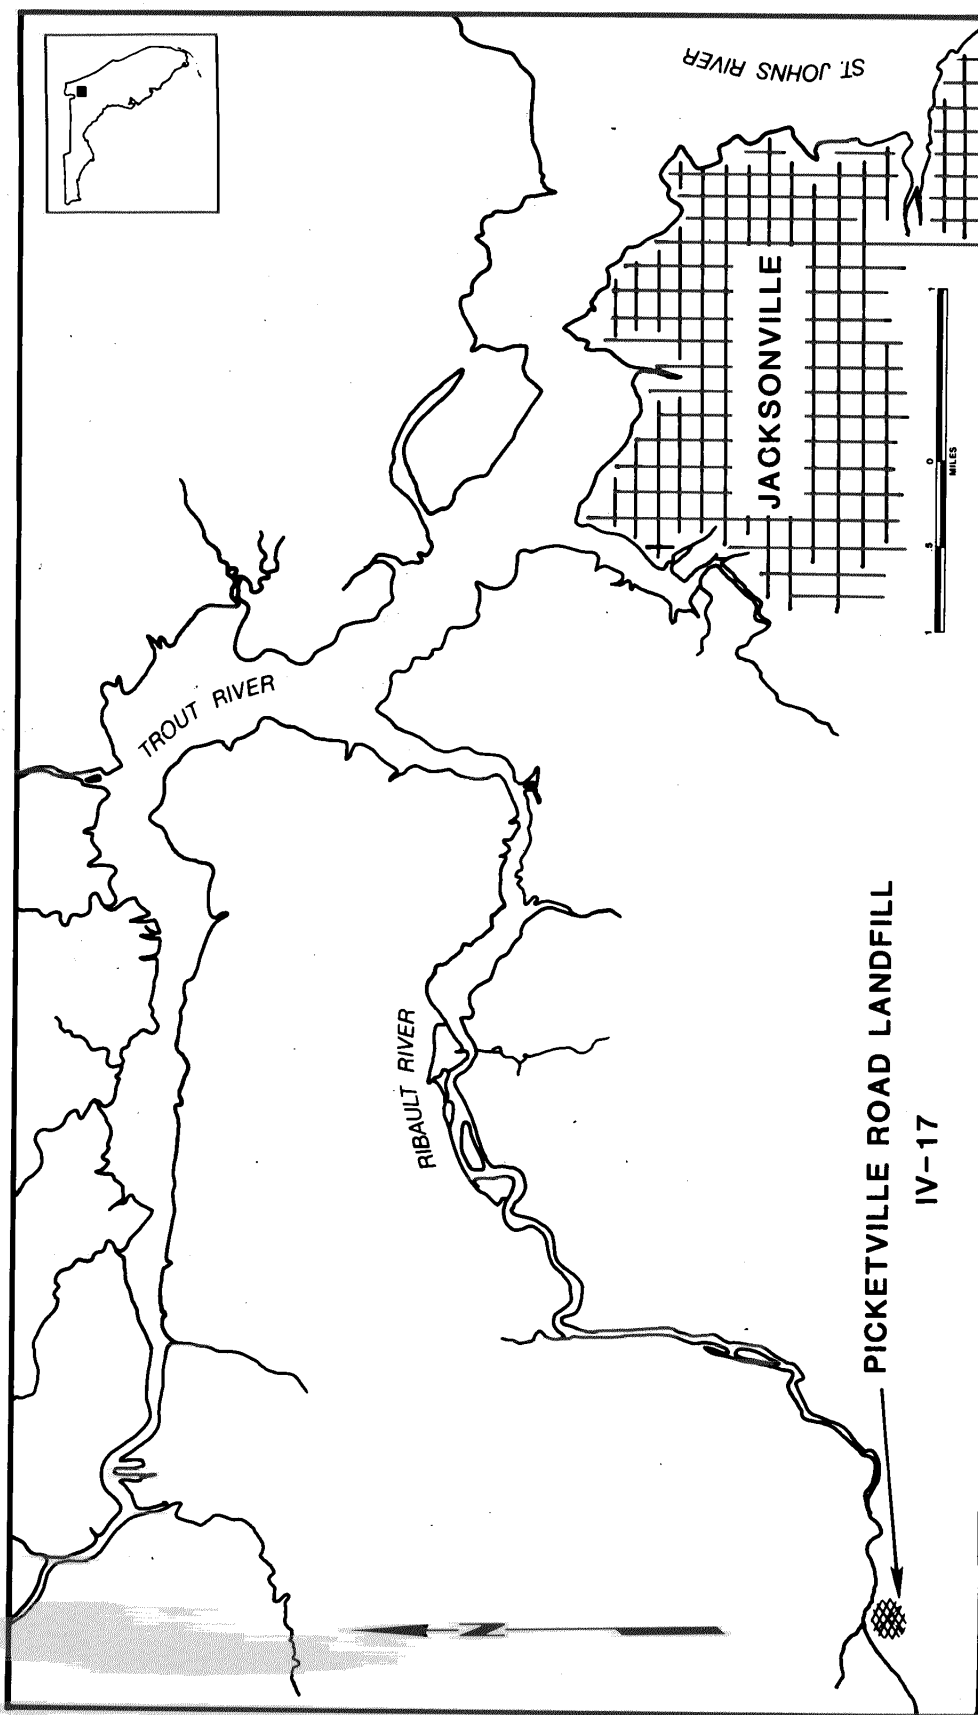 ST. JOHNS RIVER
TROUT RIVER
JACKSONVILLE
RIBAULT RIVER
1 .5 0 1
MILES
N
PICKETVILLE ROAD LANDFILL
IV-17